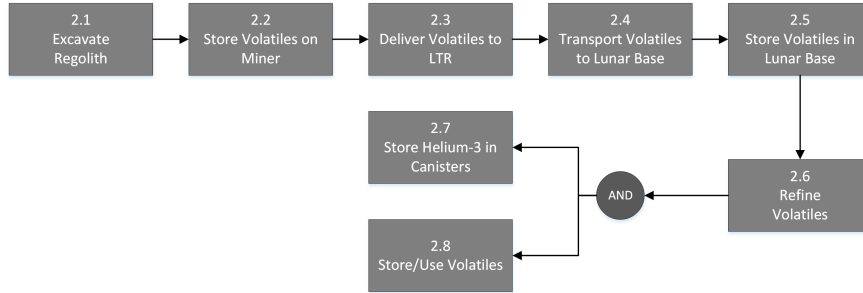 2.1
Excavate
Regolith
2.2
Store Volatiles on
Miner
2.3
Deliver Volatiles to
LTR
2.4
Transport Volatiles
to Lunar Base
2.5
Store Volatiles in
Lunar Base
2.6
Refine
Volatiles
AND
2.7
Store Helium-3 in
Canisters
2.8
Store/Use Volatiles